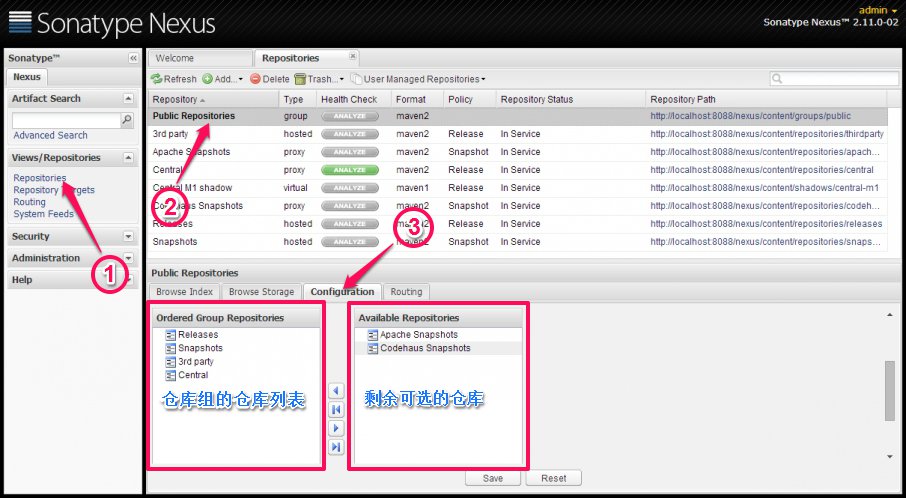 Sonatype Nexus
admin
Sonatype Nexus™ 2.11.0-02
Sonatype™
Nexus
Artifact Search
Advanced Search
Views/Repositories
Repositories
Repository Targets
Routing
System Feeds
Security
Administration
Help
Welcome
Repositories
Refresh Add... Delete Trash... User Managed Repositories
Repository Type Health Check Format Policy Repository Status Repository Path
Public Repositories group ANALYZE maven2 http://localhost:8088/nexus/content/groups/public
3rd party hosted ANALYZE maven2 Release In Service http://localhost:8088/nexus/content/repositories/thirdparty
Apache Snapshots proxy ANALYZE maven2 Snapshot In Service http://localhost:8088/nexus/content/repositories/apach...
Central proxy ANALYZE maven2 Release In Service http://localhost:8088/nexus/content/repositories/central
Central M1 shadow virtual ANALYZE maven1 Release In Service http://localhost:8088/nexus/content/shadows/central-m1
Codehaus Snapshots proxy ANALYZE maven2 Snapshot In Service http://localhost:8088/nexus/content/repositories/codeh...
Releases hosted ANALYZE maven2 Release In Service http://localhost:8088/nexus/content/repositories/releases
Snapshots hosted ANALYZE maven2 Snapshot In Service http://localhost:8088/nexus/content/repositories/snaps...
1
2
3
Public Repositories
Browse Index Browse Storage Configuration Routing
Ordered Group Repositories
Releases
Snapshots
3rd party
Central
仓库组的仓库列表
Available Repositories
Apache Snapshots
Codehaus Snapshots
剩余可选的仓库
Save Reset